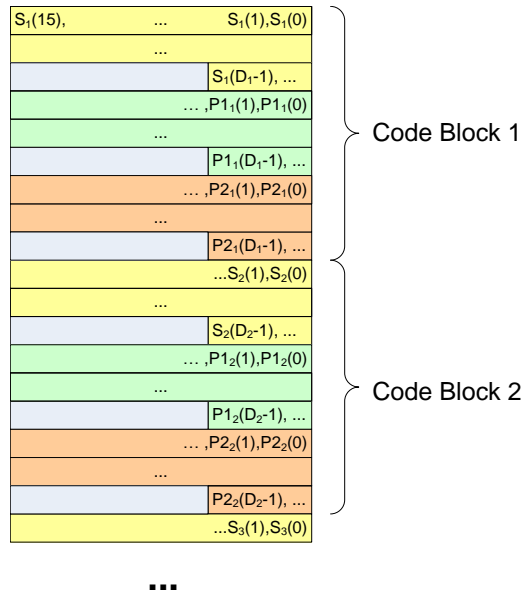 S₁(15), ... S₁(1),S₁(0)
...
S₁(D₁-1), ...
... ,P1₁(1),P1₁(0)
...
P1₁(D₁-1), ...
... ,P2₁(1),P2₁(0)
...
P2₁(D₁-1), ...
Code Block 1
...S₂(1),S₂(0)
...
S₂(D₂-1), ...
... ,P1₂(1),P1₂(0)
...
P1₂(D₂-1), ...
... ,P2₂(1),P2₂(0)
...
P2₂(D₂-1), ...
Code Block 2
...S₃(1),S₃(0)
...